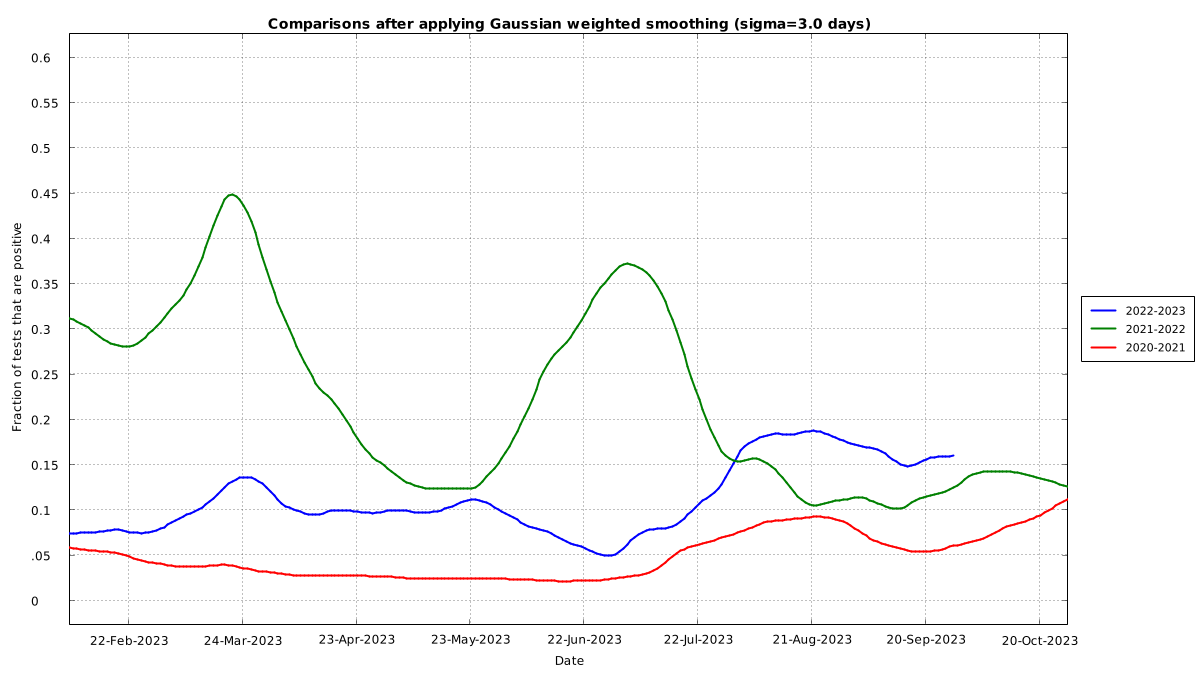 Comparisons after applying Gaussian weighted smoothing (sigma=3.0 days)
0.6
0.55
0.5
0.45
0.4
0.35
0.3
0.25
0.2
0.15
0.1
.05
0
Fraction of tests that are positive
22-Feb-2023
24-Mar-2023
23-Apr-2023
23-May-2023
22-Jun-2023
22-Jul-2023
21-Aug-2023
20-Sep-2023
20-Oct-2023
Date
2022-2023
2021-2022
2020-2021